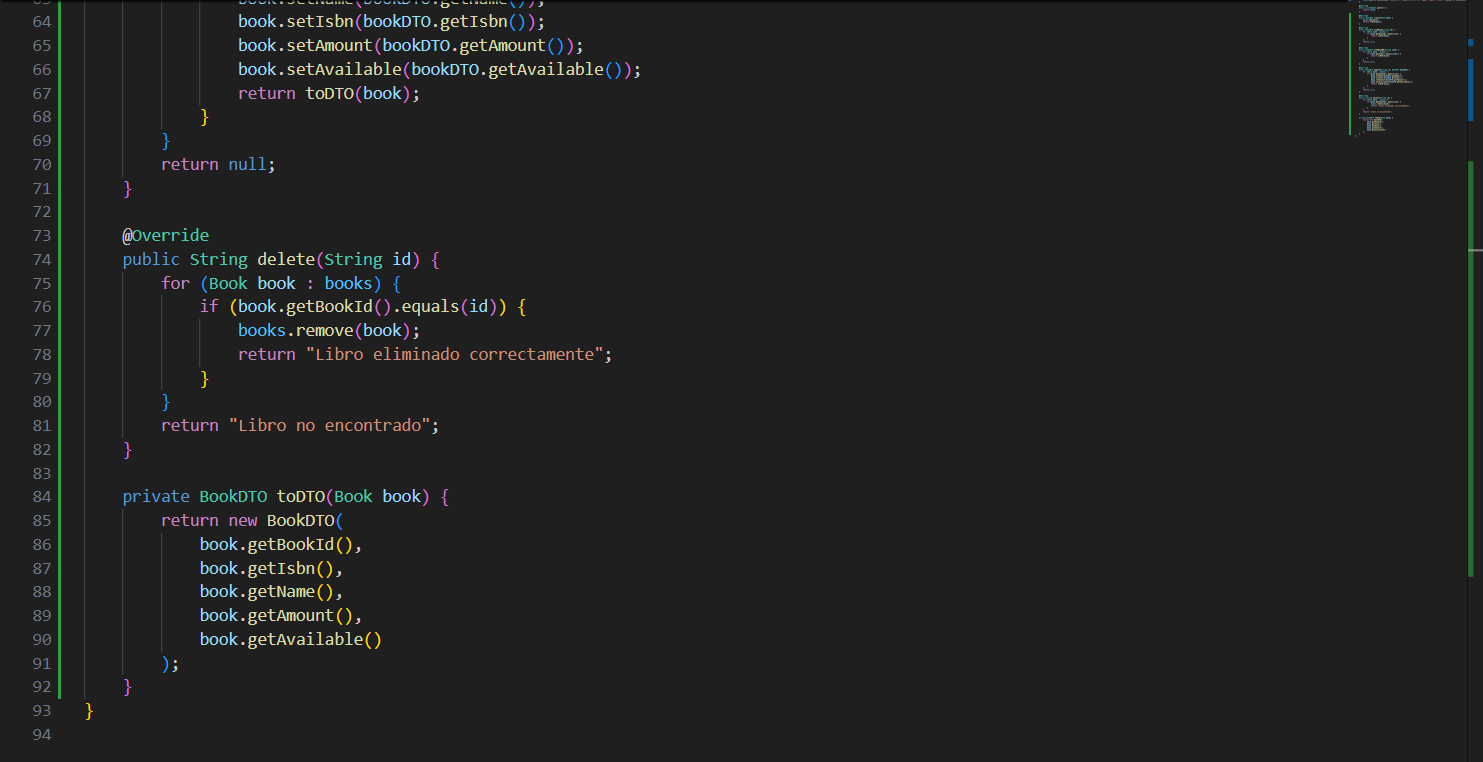 63 book.setName(bookDTO.getName());
64 book.setIsbn(bookDTO.getIsbn());
65 book.setAmount(bookDTO.getAmount());
66 book.setAvailable(bookDTO.getAvailable());
67 return toDTO(book);
68 }
69 }
70 return null;
71 }
72
73 @Override
74 public String delete(String id) {
75 for (Book book : books) {
76 if (book.getBookId().equals(id)) {
77 books.remove(book);
78 return "Libro eliminado correctamente";
79 }
80 }
81 return "Libro no encontrado";
82 }
83
84 private BookDTO toDTO(Book book) {
85 return new BookDTO(
86 book.getBookId(),
87 book.getIsbn(),
88 book.getName(),
89 book.getAmount(),
90 book.getAvailable()
91 );
92 }
93 }
94